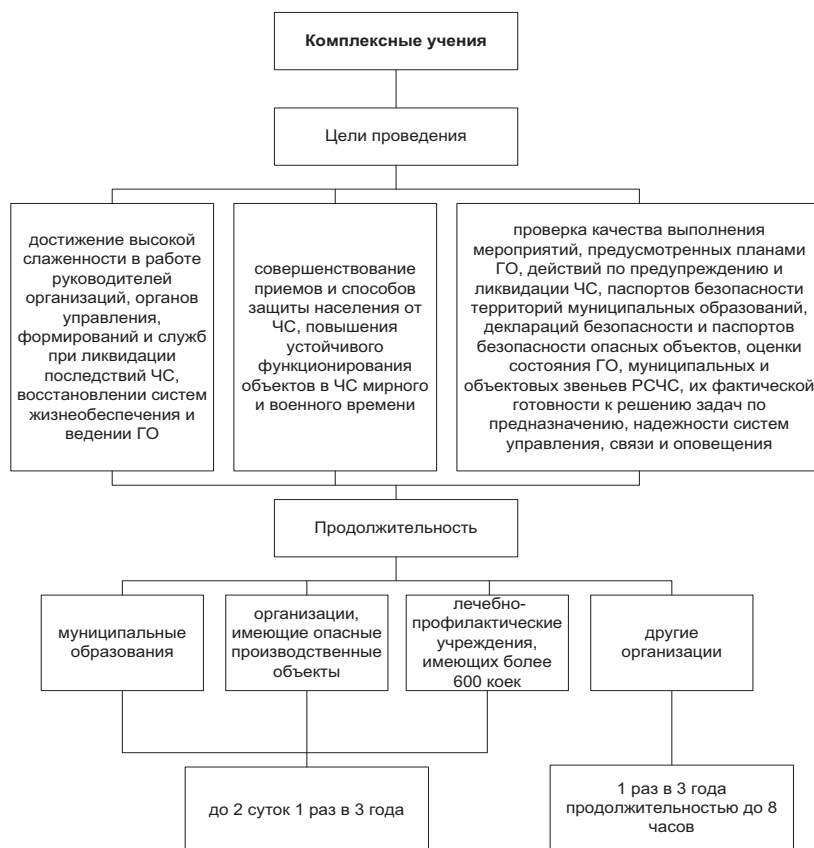 Комплексные учения
Цели проведения
достижение высокой
слаженности в работе
руководителей
организаций, органов
управления,
формирований и служб
при ликвидации
последствий ЧС,
восстановлении систем
жизнеобеспечения и
ведении ГО
совершенствование
приемов и способов
защиты населения от
ЧС, повышения
устойчивого
функционирования
объектов в ЧС мирного
и военного времени
проверка качества выполнения
мероприятий, предусмотренных планами
ГО, действий по предупреждению и
ликвидации ЧС, паспортов безопасности
территорий муниципальных образований,
деклараций безопасности и паспортов
безопасности опасных объектов, оценки
состояния ГО, муниципальных и
объектовых звеньев РСЧС, их фактической
готовности к решению задач по
предназначению, надежности систем
управления, связи и оповещения
Продолжительность
муниципальные
образования
организации,
имеющие опасные
производственные
объекты
лечебно-
профилактические
учреждения,
имеющих более
600 коек
другие
организации
до 2 суток 1 раз в 3 года
1 раз в 3 года
продолжительностью до 8
часов